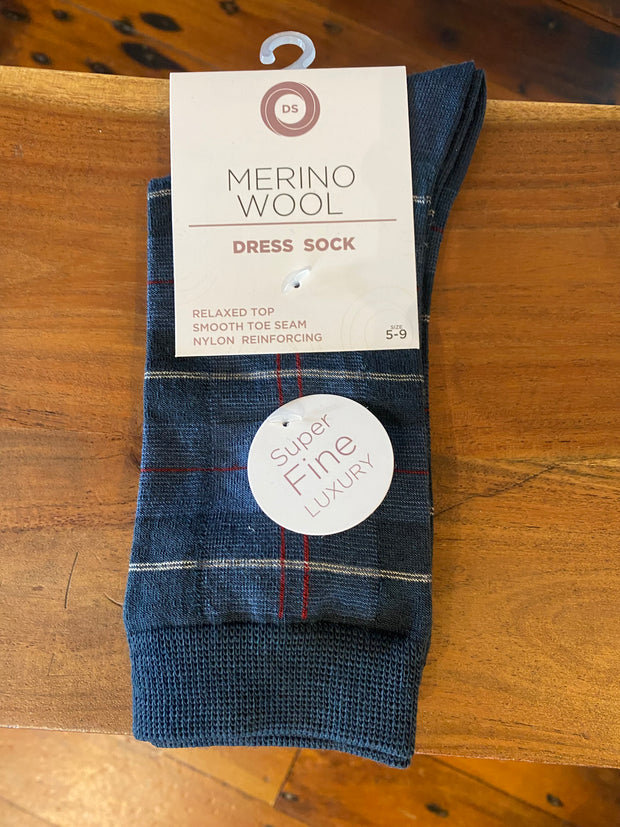 DS
MERINO
WOOL
DRESS SOCK
RELAXED TOP
SMOOTH TOE SEAM
NYLON REINFORCING
SIZE
5-9
Super
Fine
LUXURY